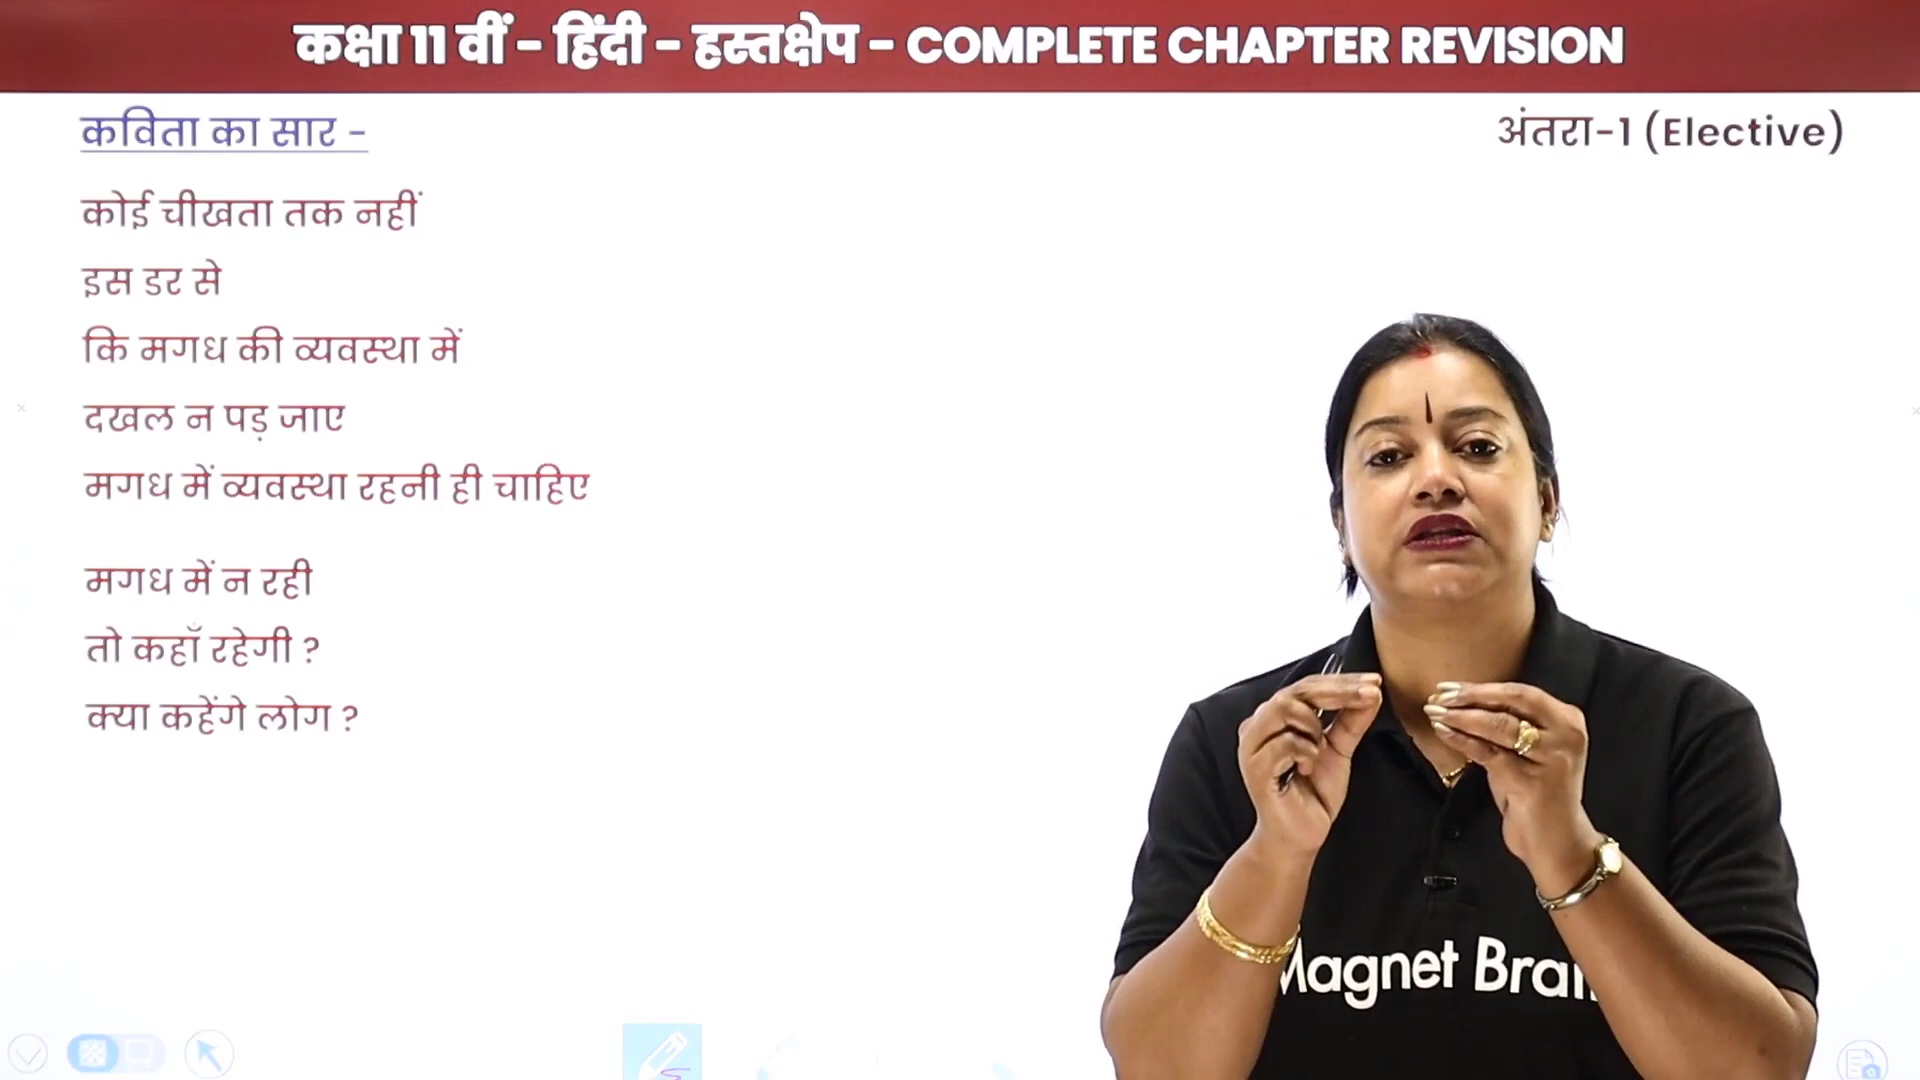 कक्षा 11 वीं - हिंदी - हस्तक्षेप - COMPLETE CHAPTER REVISION
कविता का सार -
अंतरा-1 (Elective)
कोई चीखता तक नहीं
इस डर से
कि मगध की व्यवस्था में
दखल न पड़ जाए
मगध में व्यवस्था रहनी ही चाहिए
मगध में न रही
तो कहाँ रहेगी ?
क्या कहेंगे लोग ?
Magnet Brai